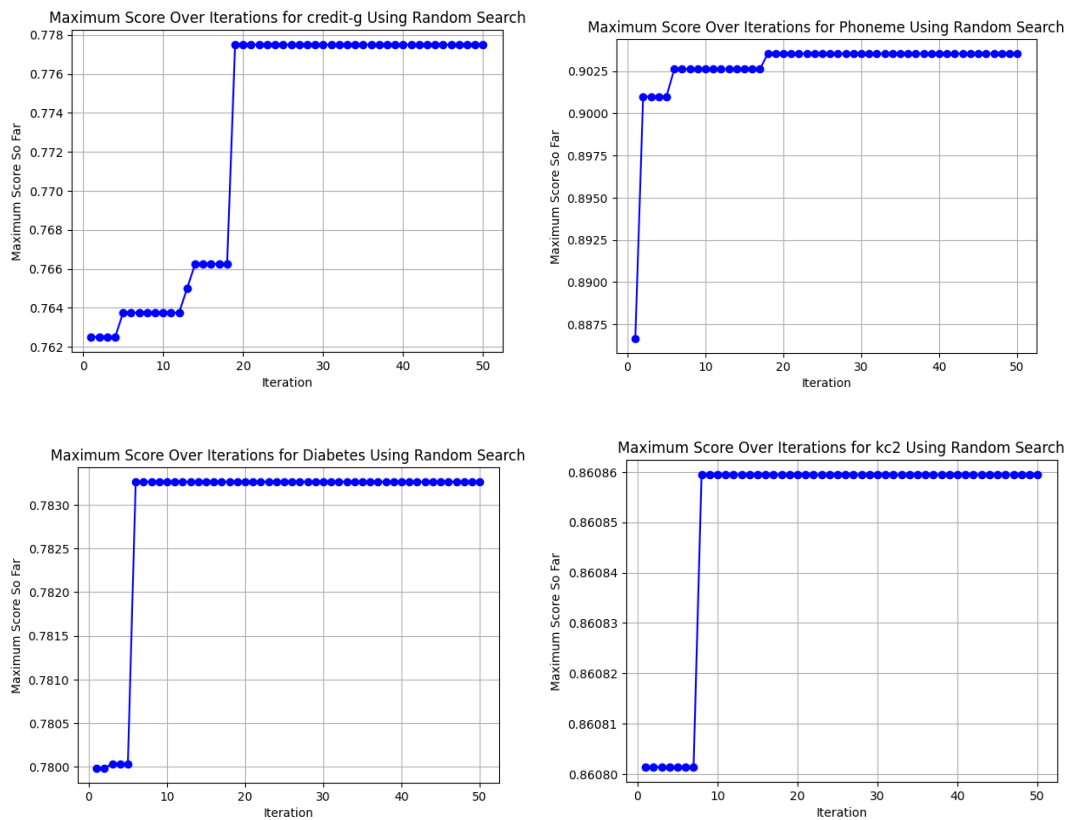 Maximum Score Over Iterations for credit-g Using Random Search
0.778
0.776
0.774
0.772
0.770
0.768
0.766
0.764
0.762
Maximum Score So Far
0 10 20 30 40 50
Iteration
Maximum Score Over Iterations for Phoneme Using Random Search
0.9025
0.9000
0.8975
0.8950
0.8925
0.8900
0.8875
Maximum Score So Far
0 10 20 30 40 50
Iteration
Maximum Score Over Iterations for Diabetes Using Random Search
0.7830
0.7825
0.7820
0.7815
0.7810
0.7805
0.7800
Maximum Score So Far
0 10 20 30 40 50
Iteration
Maximum Score Over Iterations for kc2 Using Random Search
0.86086
0.86085
0.86084
0.86083
0.86082
0.86081
0.86080
Maximum Score So Far
0 10 20 30 40 50
Iteration